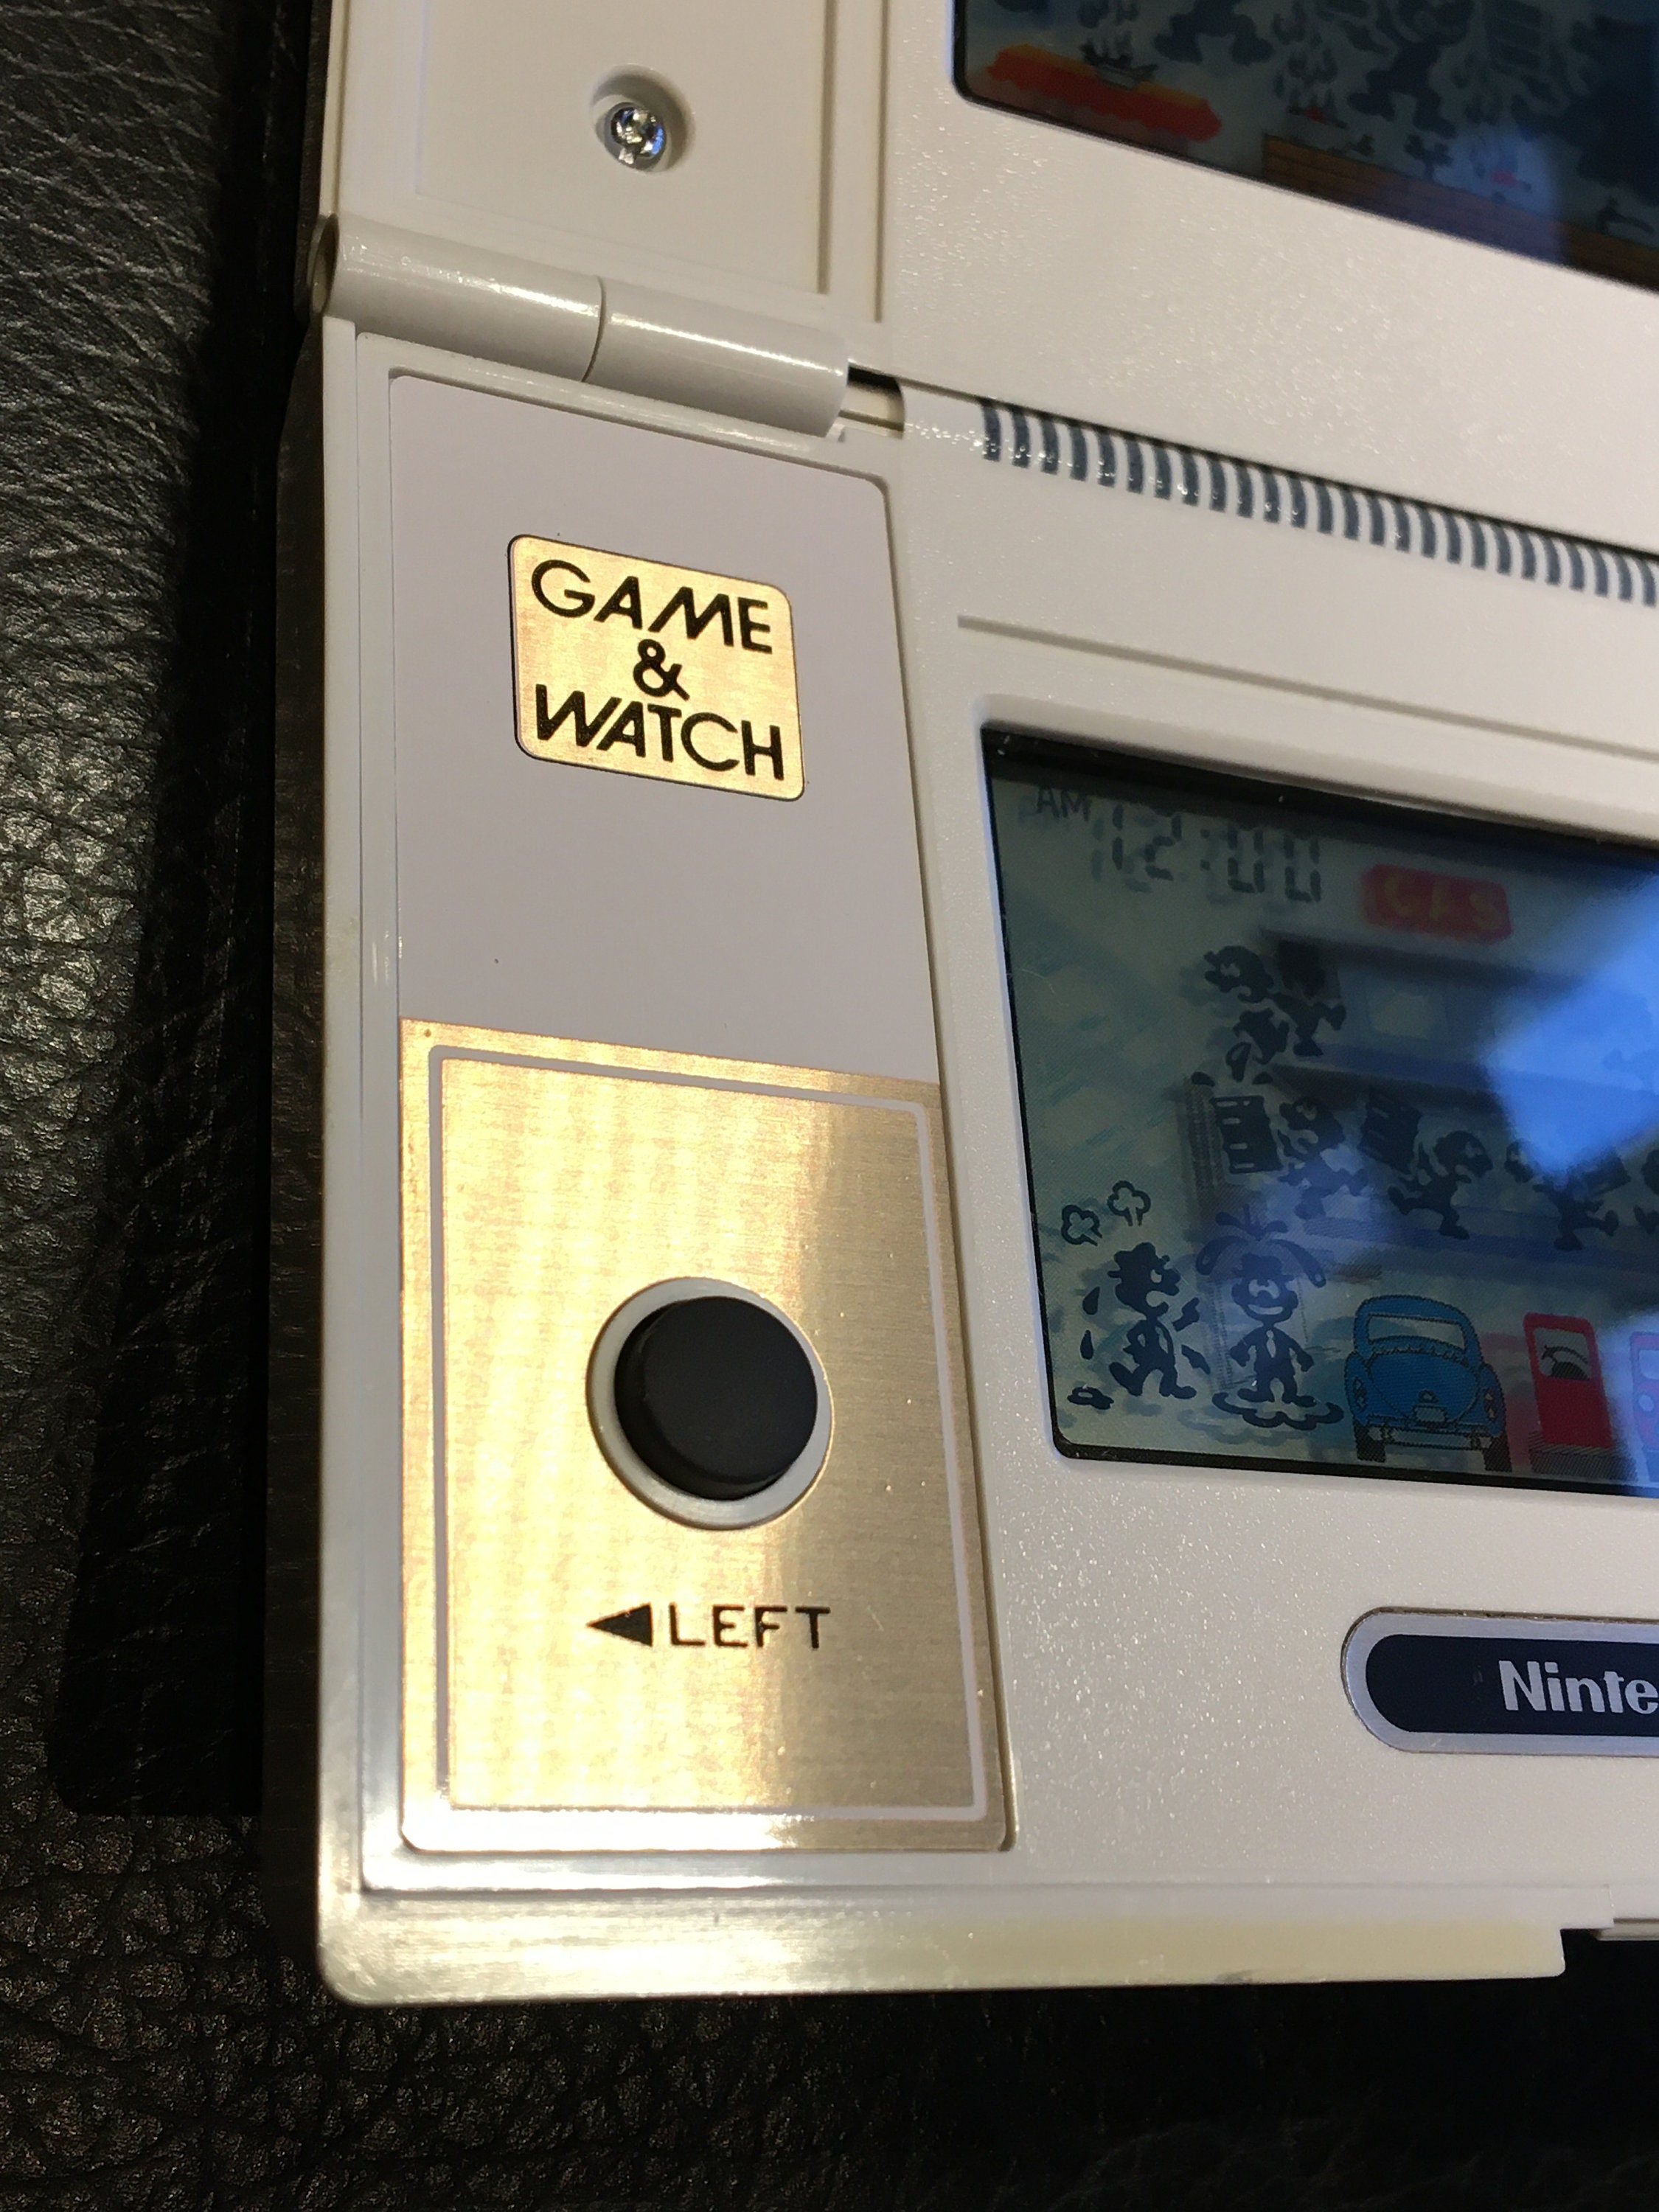 GAME
&
WATCH
AM 12:00
GAS
◀LEFT
Ninte